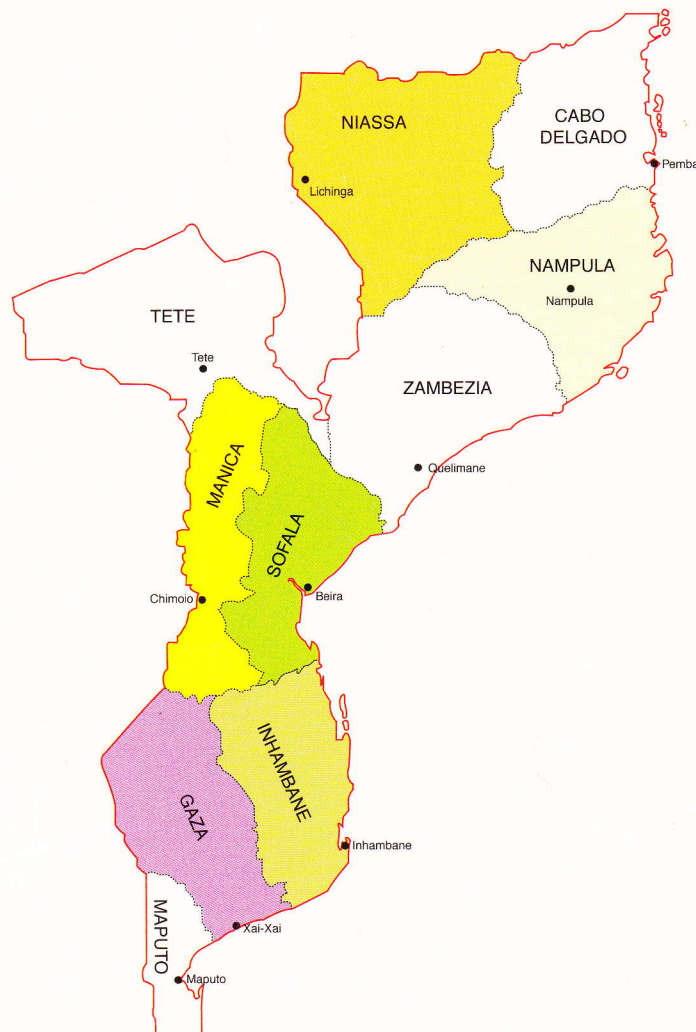 NIASSA
CABO
DELGADO
Pemba
Lichinga
NAMPULA
Nampula
TETE
Tete
ZAMBEZIA
Quelimane
MANICA
SOFALA
Chimoio
Beira
INHAMBANE
GAZA
Inhambane
MAPUTO
Xai-Xai
Maputo